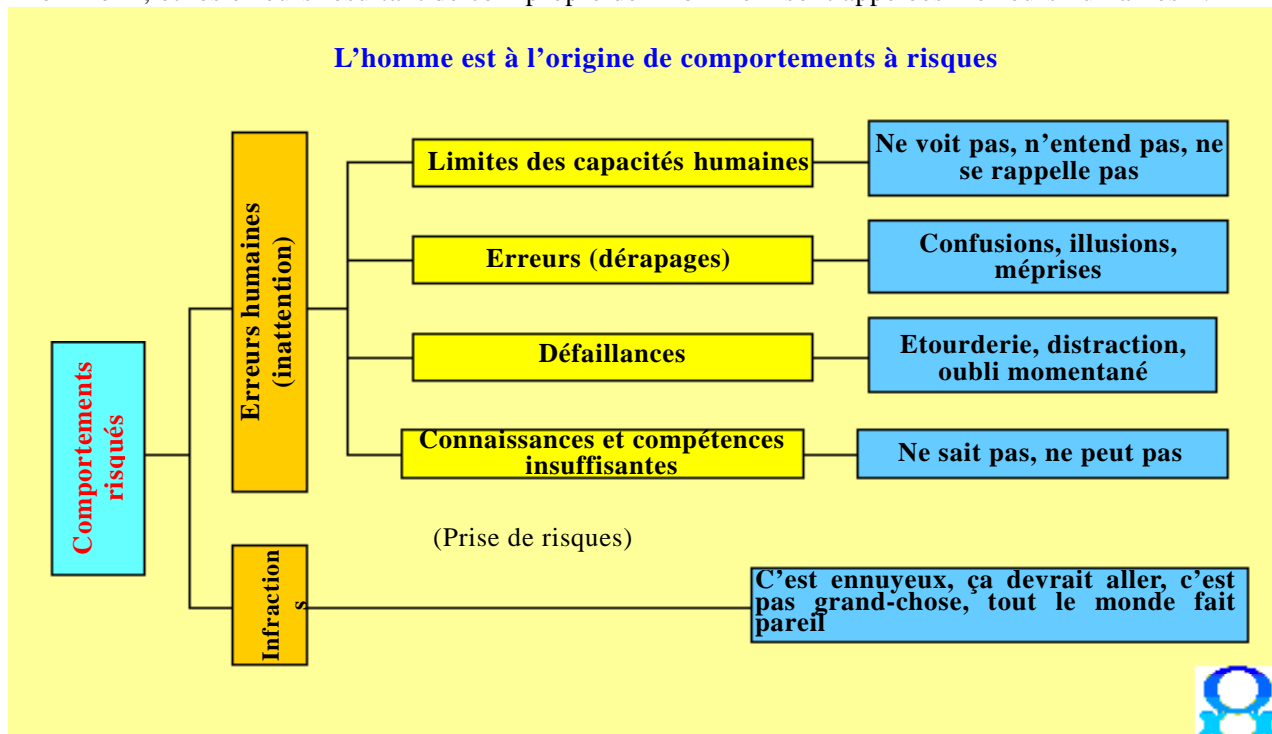 L’homme est à l’origine de comportements à risques
Comportements
risqués
Erreurs humaines
(inattention)
Limites des capacités humaines
Ne voit pas, n’entend pas, ne
se rappelle pas
Erreurs (dérapages)
Confusions, illusions,
méprises
Défaillances
Etourderie, distraction,
oubli momentané
Connaissances et compétences
insuffisantes
Ne sait pas, ne peut pas
(Prise de risques)
Infraction
s
C’est ennuyeux, ça devrait aller, c’est
pas grand-chose, tout le monde fait
pareil